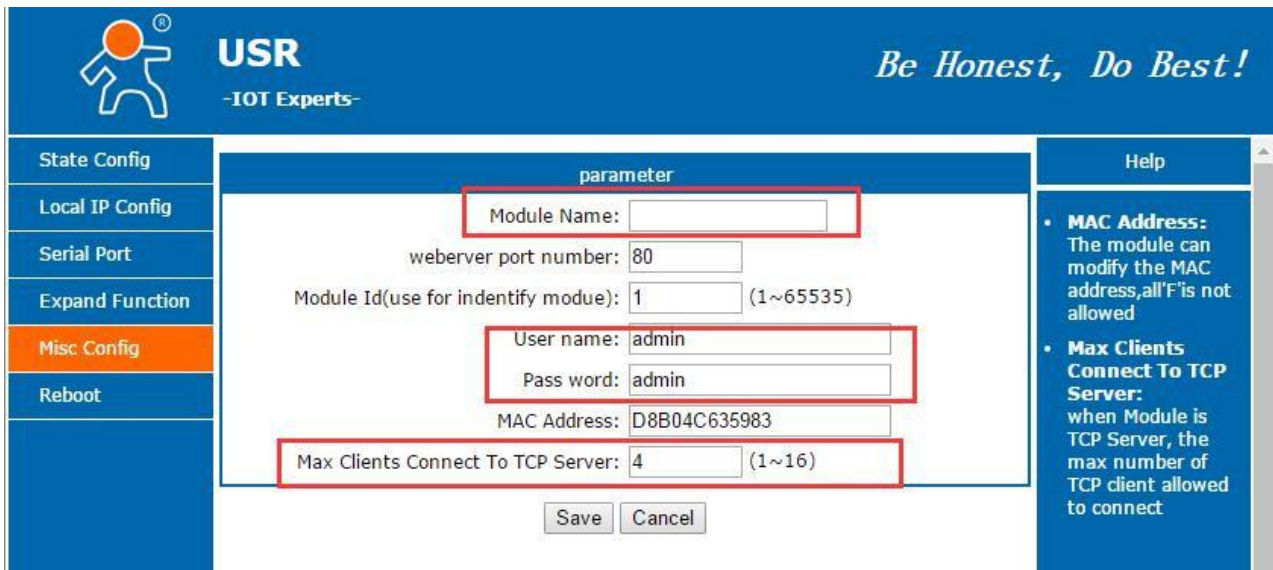 ®
USR
-IOT Experts-
Be Honest, Do Best!
State Config
Local IP Config
Serial Port
Expand Function
Misc Config
Reboot
parameter
Module Name:
weberver port number: 80
Module Id(use for indentify modue): 1 (1~65535)
User name: admin
Pass word: admin
MAC Address: D8B04C635983
Max Clients Connect To TCP Server: 4 (1~16)
Save Cancel
Help
• MAC Address:
The module can
modify the MAC
address,all'F'is not
allowed
• Max Clients
Connect To TCP
Server:
when Module is
TCP Server, the
max number of
TCP client allowed
to connect